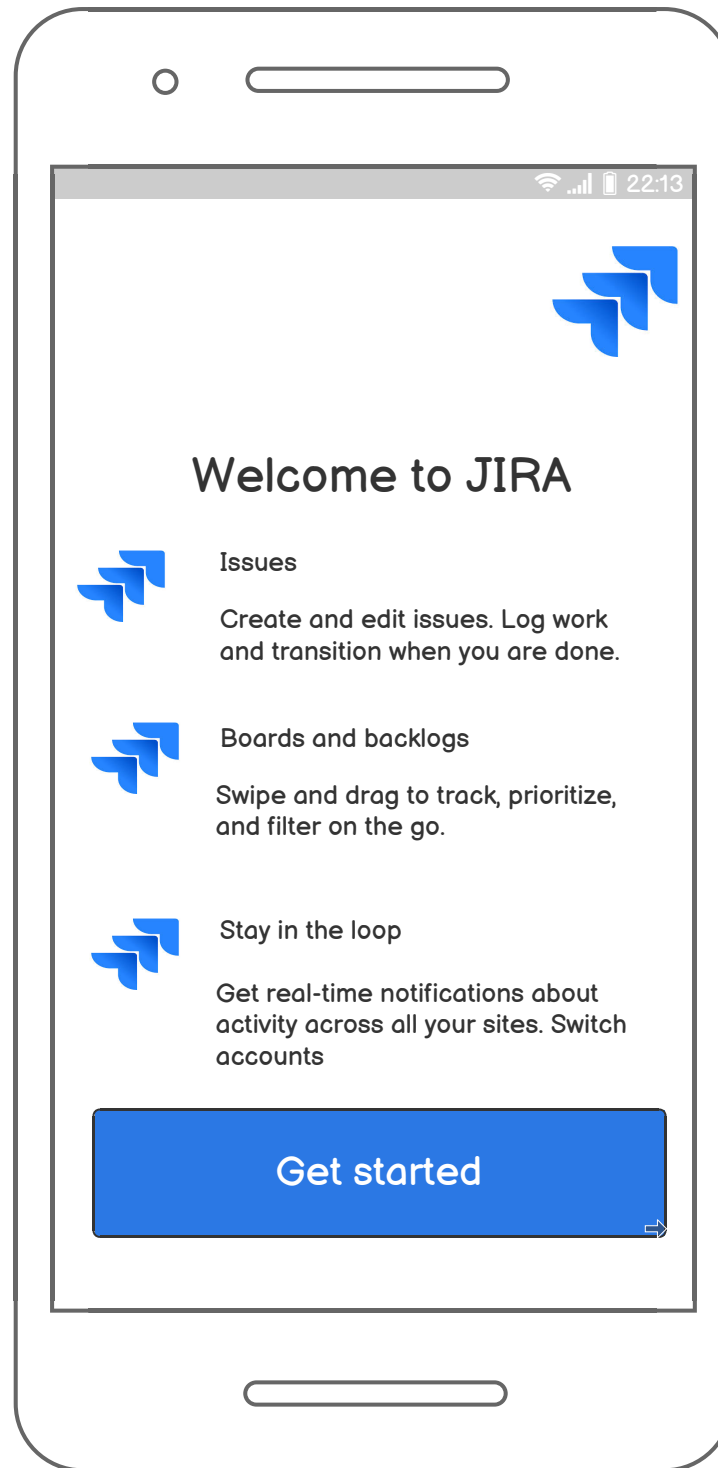 22:13
Welcome to JIRA
Issues
Create and edit issues. Log work
and transition when you are done.
Boards and backlogs
Swipe and drag to track, prioritize,
and filter on the go.
Stay in the loop
Get real-time notifications about
activity across all your sites. Switch
accounts
Get started